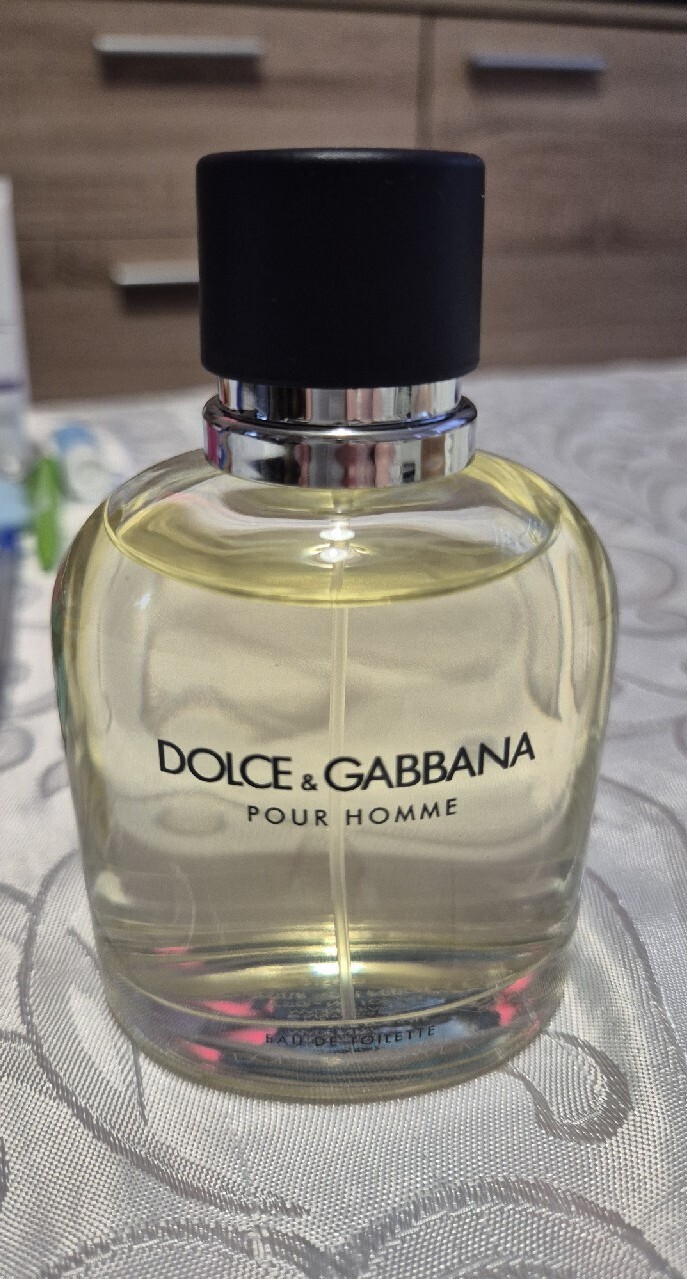 DOLCE & GABBANA
POUR HOMME
EAU DE TOILETTE